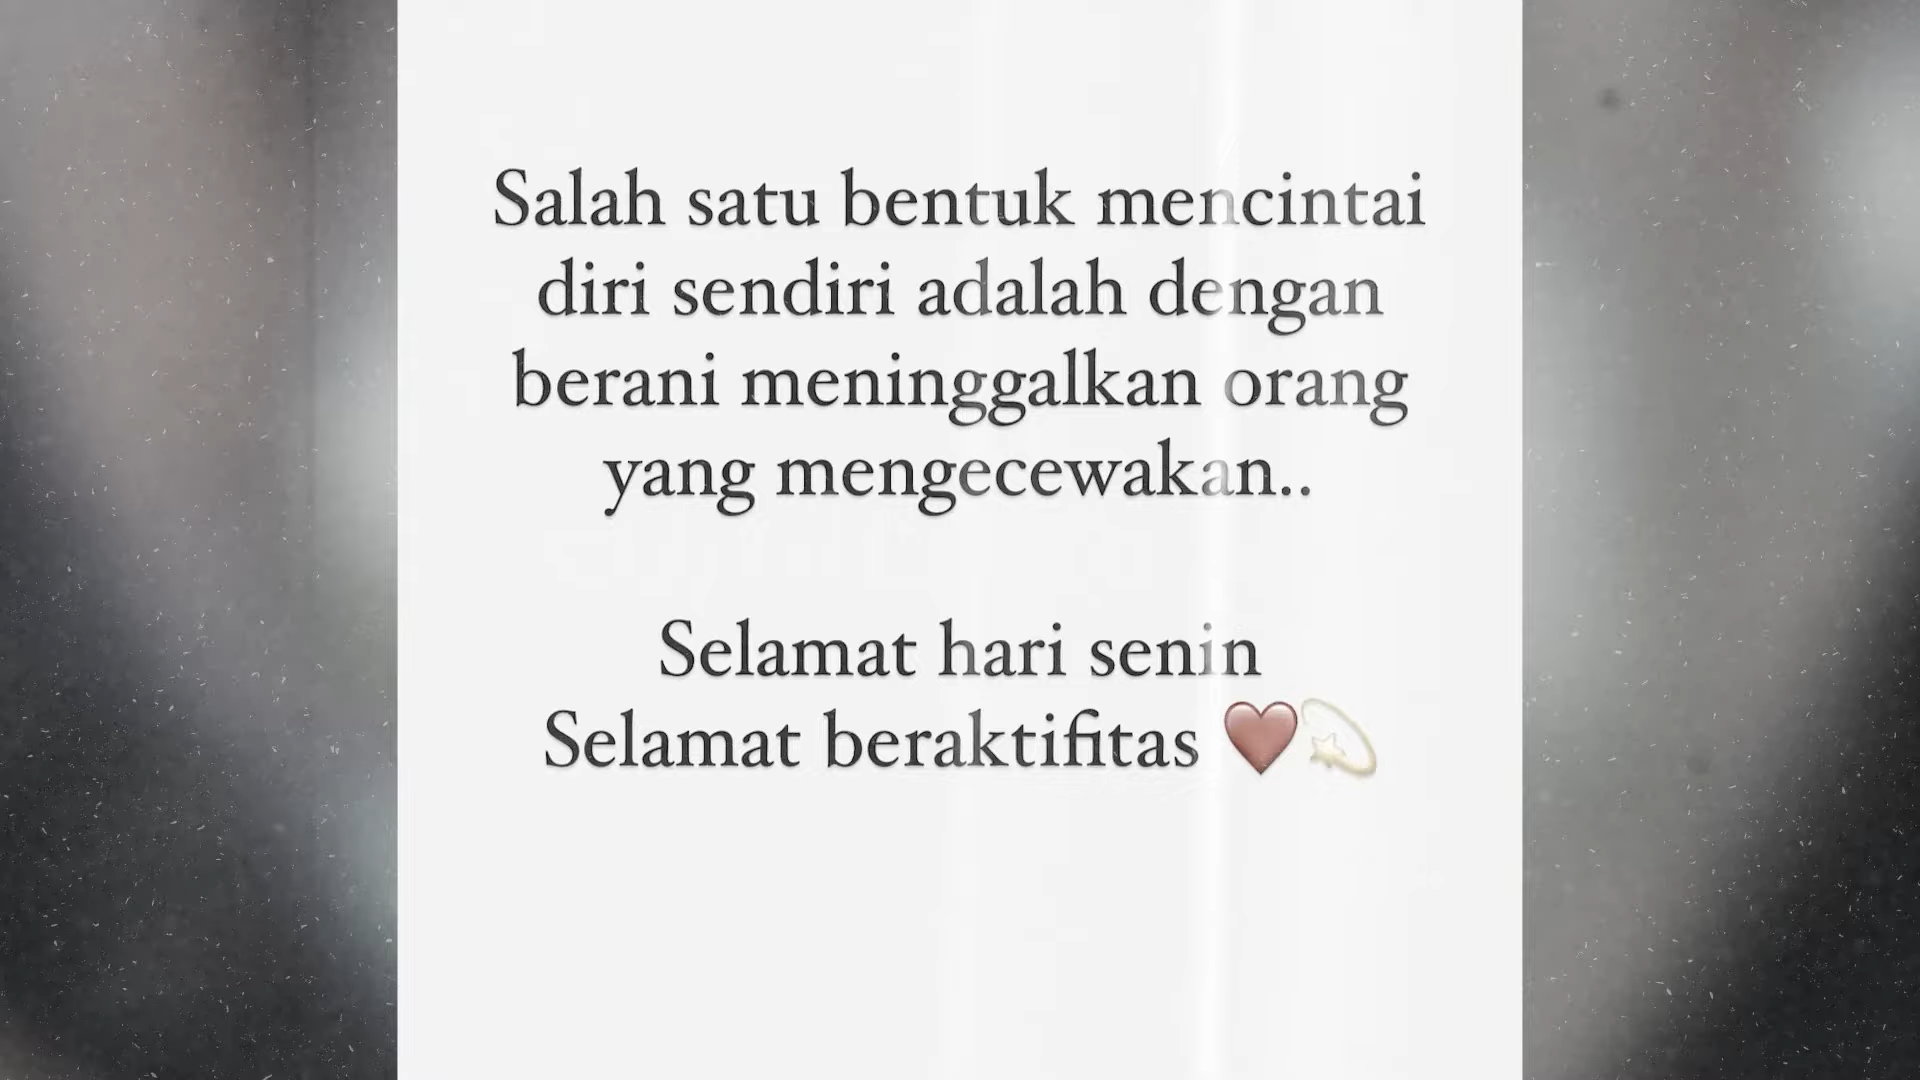 Salah satu bentuk mencintai
diri sendiri adalah dengan
berani meninggalkan orang
yang mengecewakan..
Selamat hari senin
Selamat beraktifitas ❤️💫